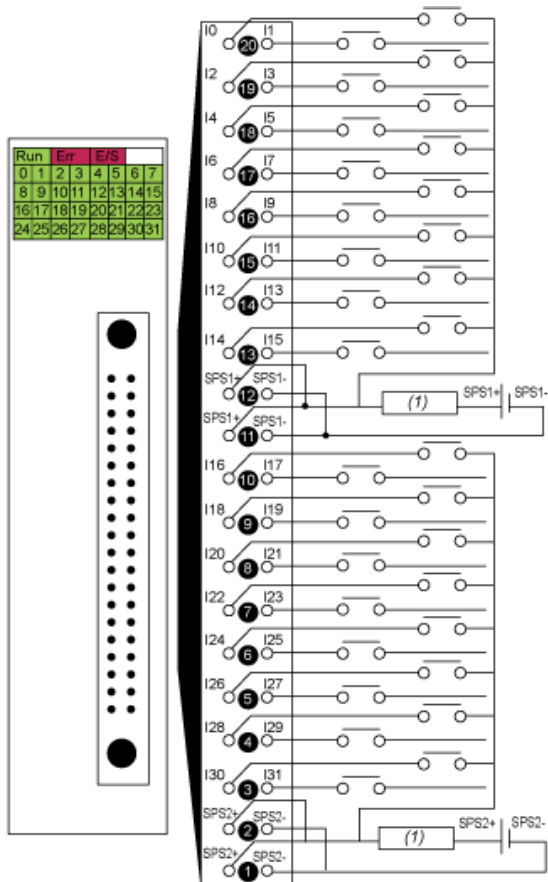 Run Err E/S
0 1 2 3 4 5 6 7
8 9 10 11 12 13 14 15
16 17 18 19 20 21 22 23
24 25 26 27 28 29 30 31
I0 20 I1
I2 19 I3
I4 18 I5
I6 17 I7
I8 16 I9
I10 15 I11
I12 14 I13
I14 13 I15
SPS1+ 12 SPS1-
(1) SPS1+ SPS1-
SPS1+ 11 SPS1-
I16 10 I17
I18 9 I19
I20 8 I21
I22 7 I23
I24 6 I25
I26 5 I27
I28 4 I29
I30 3 I31
SPS2+ 2 SPS2-
(1) SPS2+ SPS2-
SPS2+ 1 SPS2-